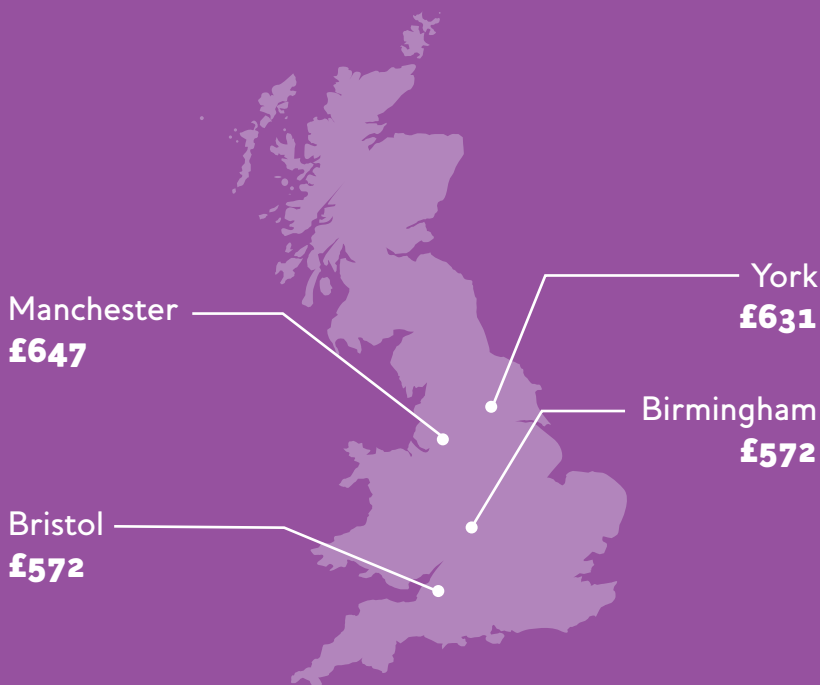 Manchester
£647
York
£631
Birmingham
£572
Bristol
£572